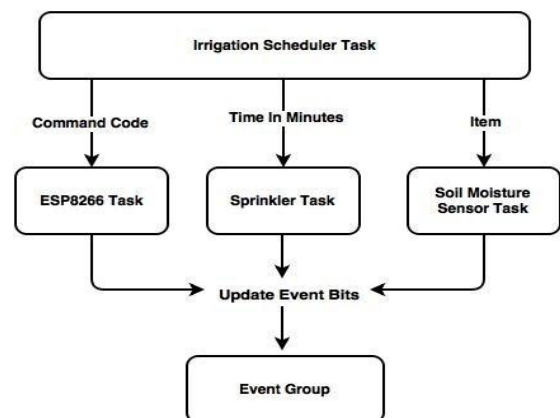 Irrigation Scheduler Task
Command Code
Time In Minutes
Item
ESP8266 Task
Sprinkler Task
Soil Moisture
Sensor Task
Update Event Bits
Event Group